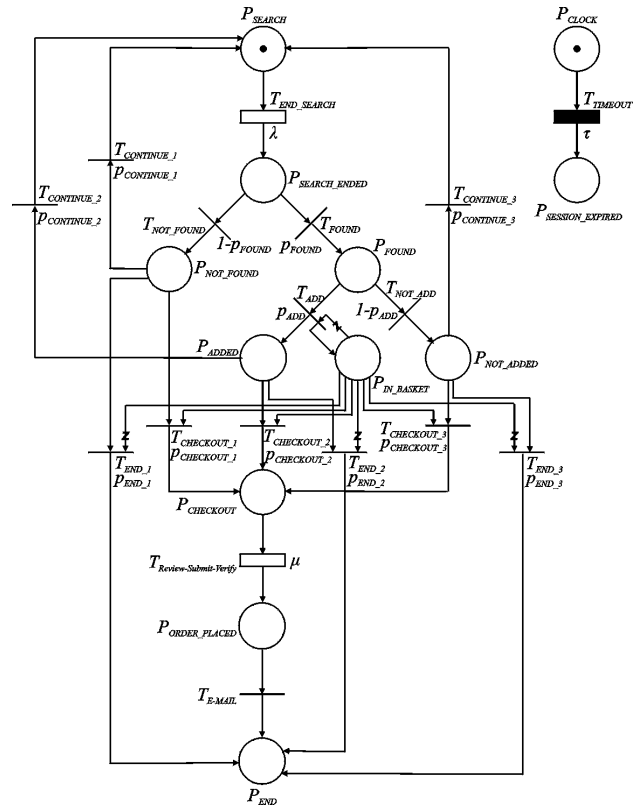 P_SEARCH
P_CLOCK
T_END_SEARCH
λ
T_TIMEOUT
τ
T_CONTINUE_1
p_CONTINUE_1
P_SEARCH_ENDED
T_CONTINUE_2
p_CONTINUE_2
T_CONTINUE_3
p_CONTINUE_3
P_SESSION_EXPIRED
T_NOT_FOUND
1-p_FOUND
T_FOUND
p_FOUND
P_NOT_FOUND
P_FOUND
T_ADD
p_ADD
T_NOT_ADD
1-p_ADD
P_ADDED
P_IN_BASKET
P_NOT_ADDED
z
T_CHECKOUT_1
p_CHECKOUT_1
T_CHECKOUT_2
p_CHECKOUT_2
z
T_CHECKOUT_3
p_CHECKOUT_3
z
T_END_1
p_END_1
T_END_2
p_END_2
T_END_3
p_END_3
P_CHECKOUT
T_Review-Submit-Verify
μ
P_ORDER_PLACED
T_E-MAIL
P_END